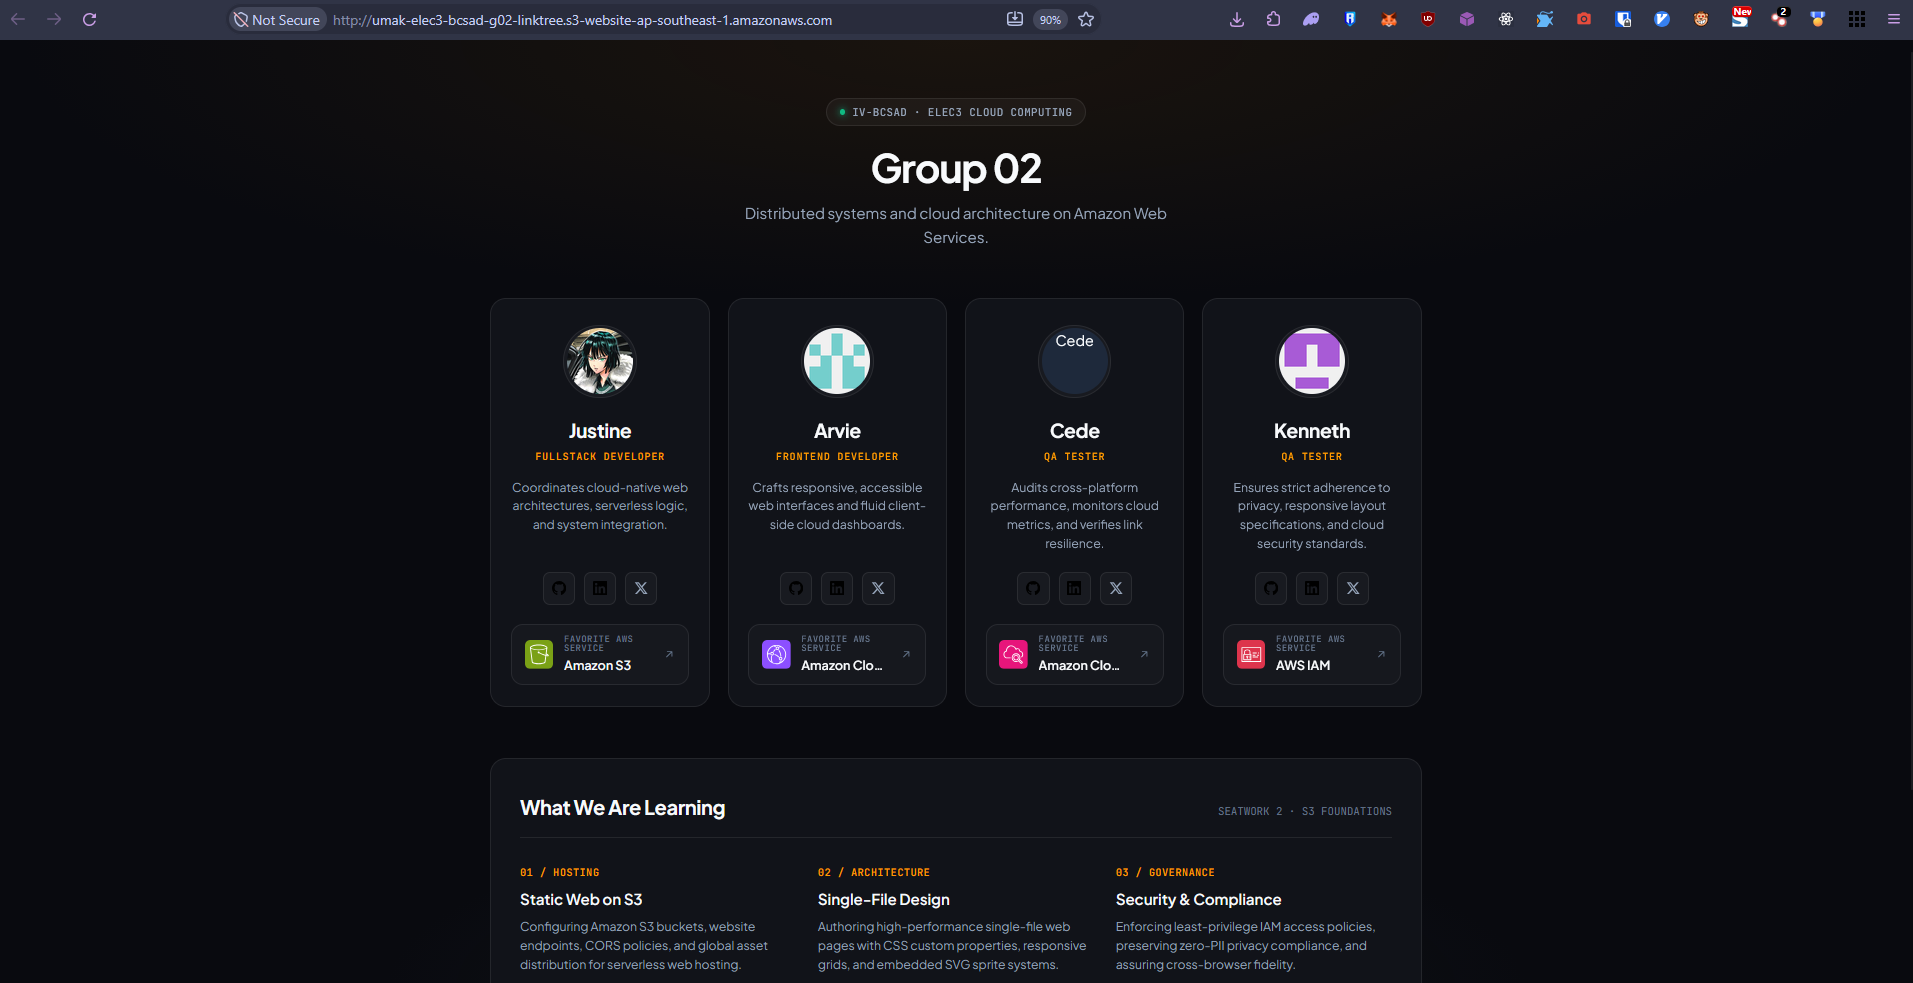 Not Secure
http://umak-elec3-bcsad-g02-linktree.s3-website-ap-southeast-1.amazonaws.com
90%
UD
New
2
IV-BCSAD · ELEC3 CLOUD COMPUTING
Group 02
Distributed systems and cloud architecture on Amazon Web
Services.
Justine
FULLSTACK DEVELOPER
Coordinates cloud-native web
architectures, serverless logic,
and system integration.
FAVORITE AWS
SERVICE
Amazon S3
Arvie
FRONTEND DEVELOPER
Crafts responsive, accessible
web interfaces and fluid client-
side cloud dashboards.
FAVORITE AWS
SERVICE
Amazon Clo...
Cede
Cede
QA TESTER
Audits cross-platform
performance, monitors cloud
metrics, and verifies link
resilience.
FAVORITE AWS
SERVICE
Amazon Clo...
Kenneth
QA TESTER
Ensures strict adherence to
privacy, responsive layout
specifications, and cloud
security standards.
FAVORITE AWS
SERVICE
AWS IAM
What We Are Learning
SEATWORK 2 · S3 FOUNDATIONS
01 / HOSTING
Static Web on S3
Configuring Amazon S3 buckets, website
endpoints, CORS policies, and global asset
distribution for serverless web hosting.
02 / ARCHITECTURE
Single-File Design
Authoring high-performance single-file web
pages with CSS custom properties, responsive
grids, and embedded SVG sprite systems.
03 / GOVERNANCE
Security & Compliance
Enforcing least-privilege IAM access policies,
preserving zero-PII privacy compliance, and
assuring cross-browser fidelity.